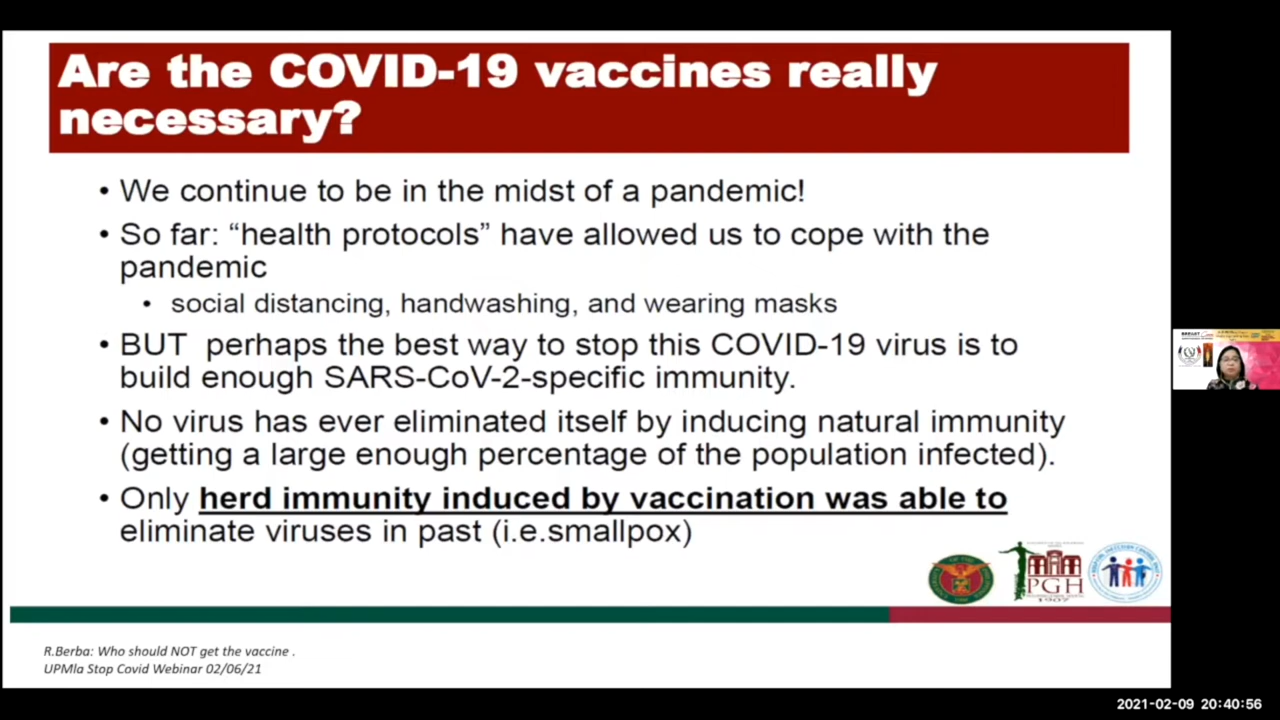 Are the COVID-19 vaccines really
necessary?
• We continue to be in the midst of a pandemic!
• So far: “health protocols” have allowed us to cope with the
pandemic
• social distancing, handwashing, and wearing masks
• BUT perhaps the best way to stop this COVID-19 virus is to
build enough SARS-CoV-2-specific immunity.
• No virus has ever eliminated itself by inducing natural immunity
(getting a large enough percentage of the population infected).
• Only herd immunity induced by vaccination was able to
eliminate viruses in past (i.e.smallpox)
PGH
1907
R.Berba: Who should NOT get the vaccine .
UPMla Stop Covid Webinar 02/06/21
2021-02-09 20:40:56